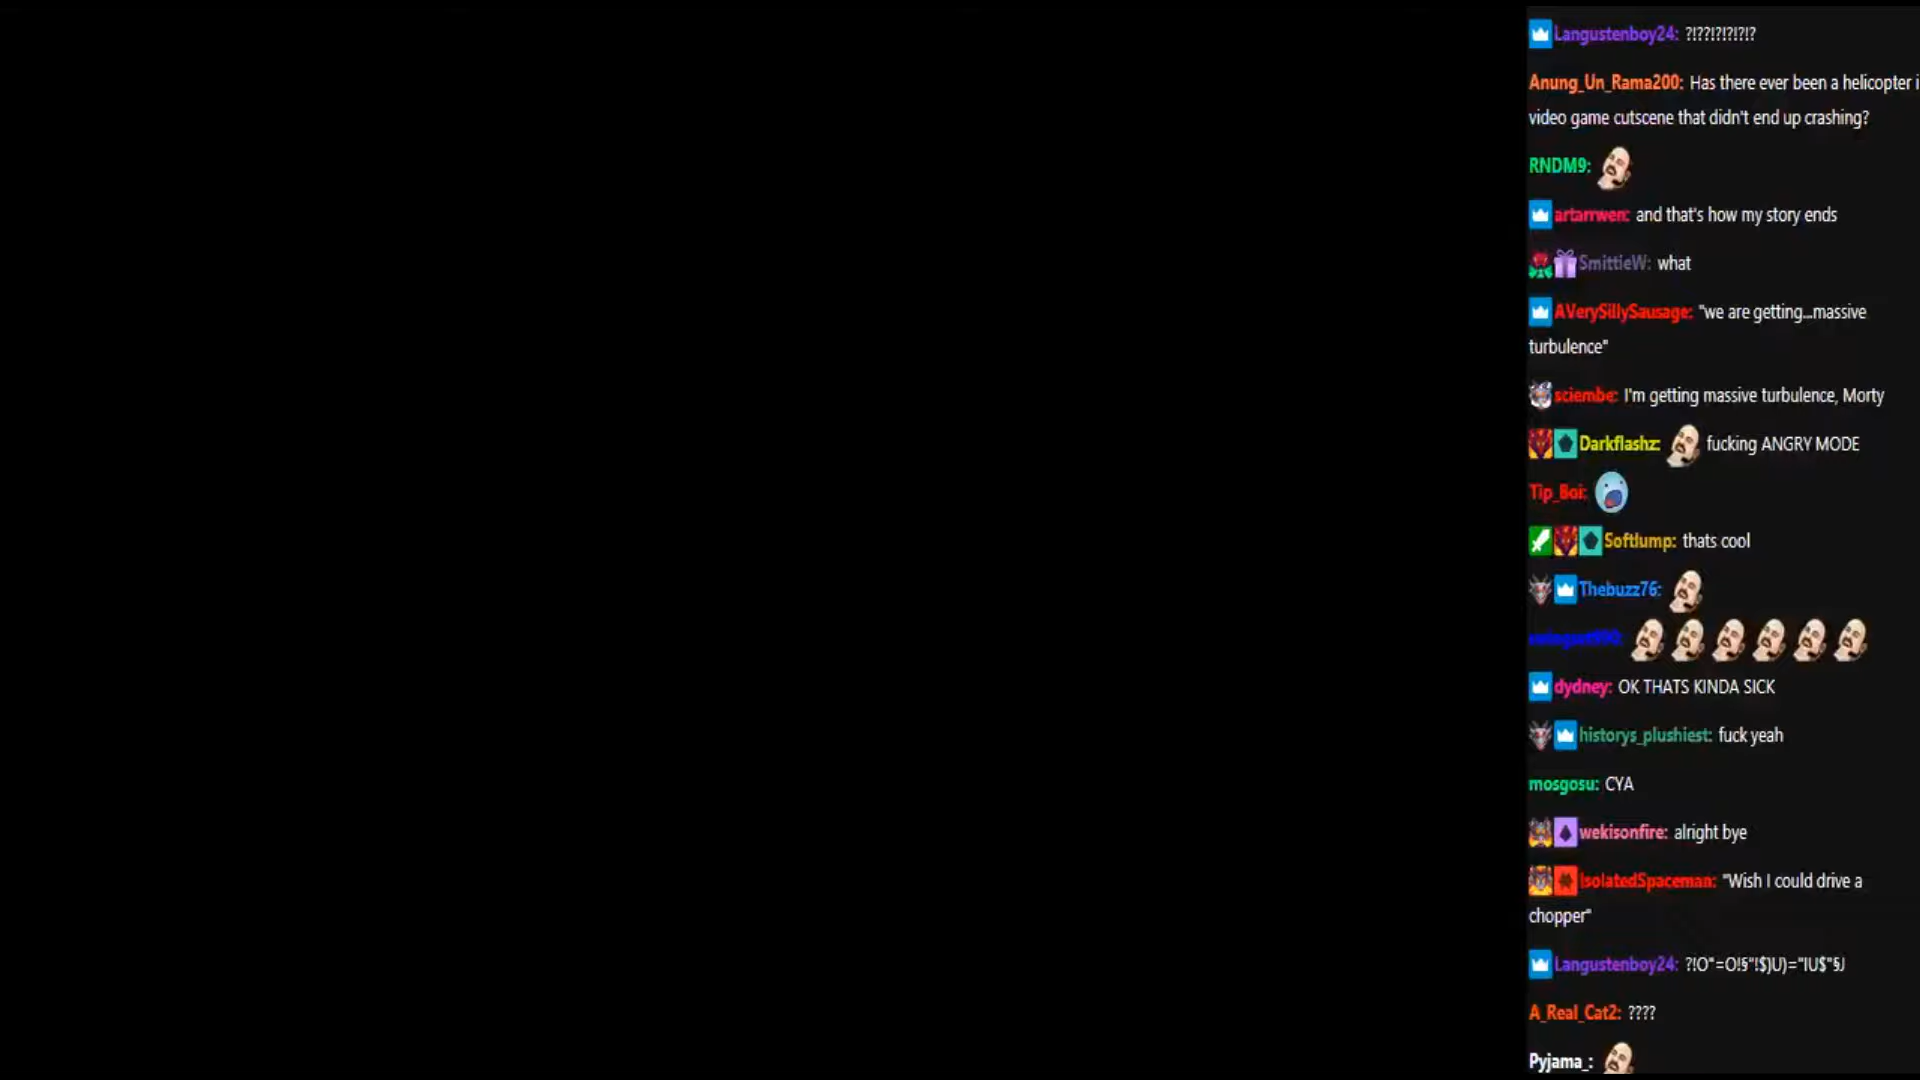 Langustenboy24: ?!??!?!?!?!?
Anung_Un_Rama200: Has there ever been a helicopter i
video game cutscene that didn't end up crashing?
RNDM9:
artarrwen: and that's how my story ends
SmittieW: what
AVerySillySausage: "we are getting...massive
turbulence"
sciembe: I'm getting massive turbulence, Morty
Darkflashz: fucking ANGRY MODE
Tip_Boi:
Softlump: thats cool
Thebuzz76:
dydney: OK THATS KINDA SICK
historys_plushiest: fuck yeah
mosgosu: CYA
wekisonfire: alright bye
IsolatedSpaceman: "Wish I could drive a
chopper"
Langustenboy24: ?!O"=O!§"!$)U)="IU$"§J
A_Real_Cat2: ????
Pyjama_: